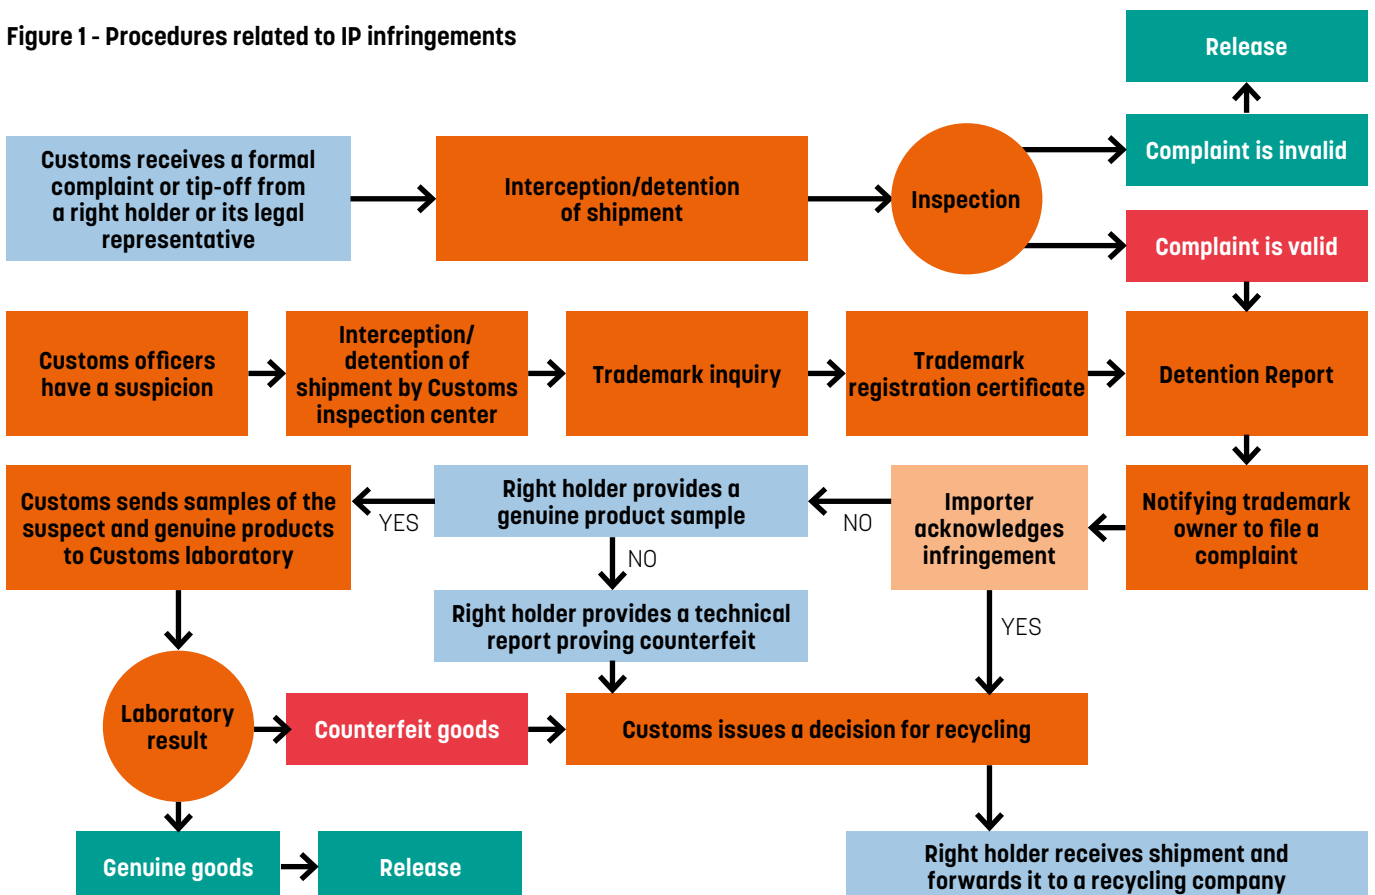 Figure 1 - Procedures related to IP infringements
Release
Customs receives a formal
complaint or tip-off from
a right holder or its legal
representative
Interception/detention
of shipment
Inspection
Complaint is invalid
Complaint is valid
Customs officers
have a suspicion
Interception/
detention of
shipment by Customs
inspection center
Trademark inquiry
Trademark
registration certificate
Detention Report
Customs sends samples of the
suspect and genuine products
to Customs laboratory
YES
Right holder provides a
genuine product sample
NO
Importer
acknowledges
infringement
Notifying trademark
owner to file a
complaint
NO
Right holder provides a technical
report proving counterfeit
YES
Laboratory
result
Counterfeit goods
Customs issues a decision for recycling
Genuine goods
Release
Right holder receives shipment and
forwards it to a recycling company